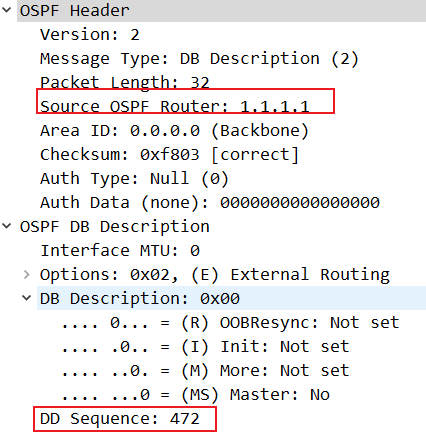 OSPF Header
Version: 2
Message Type: DB Description (2)
Packet Length: 32
Source OSPF Router: 1.1.1.1
Area ID: 0.0.0.0 (Backbone)
Checksum: 0xf803 [correct]
Auth Type: Null (0)
Auth Data (none): 0000000000000000
OSPF DB Description
Interface MTU: 0
Options: 0x02, (E) External Routing
DB Description: 0x00
.... 0... = (R) OOBResync: Not set
.... .0.. = (I) Init: Not set
.... ..0. = (M) More: Not set
.... ...0 = (MS) Master: No
DD Sequence: 472